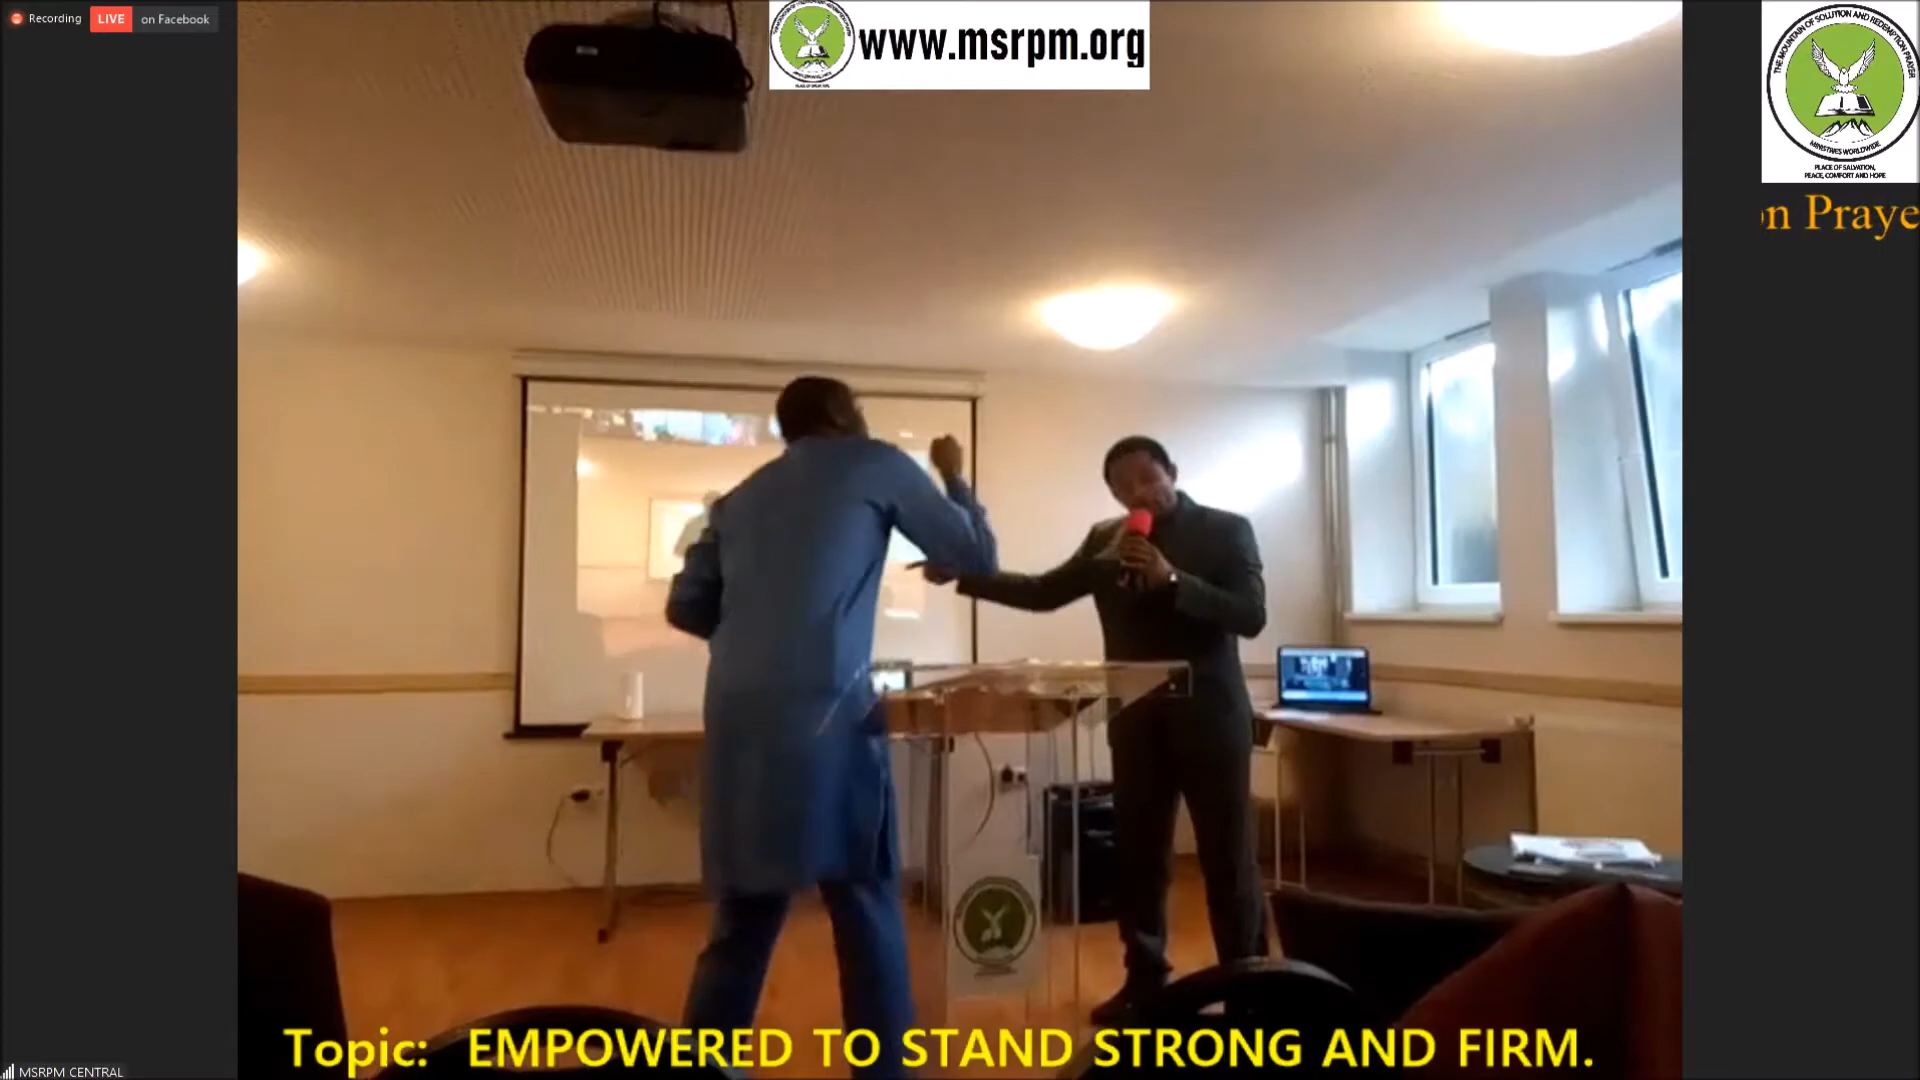 Recording
LIVE
on Facebook
www.msrpm.org
THE MOUNTAIN OF SOLUTION AND REDEMPTION PRAYER
MINISTRIES WORLDWIDE
PLACE OF SALVATION,
PEACE, COMFORT AND HOPE
on Praye
Topic: EMPOWERED TO STAND STRONG AND FIRM.
MSRPM CENTRAL